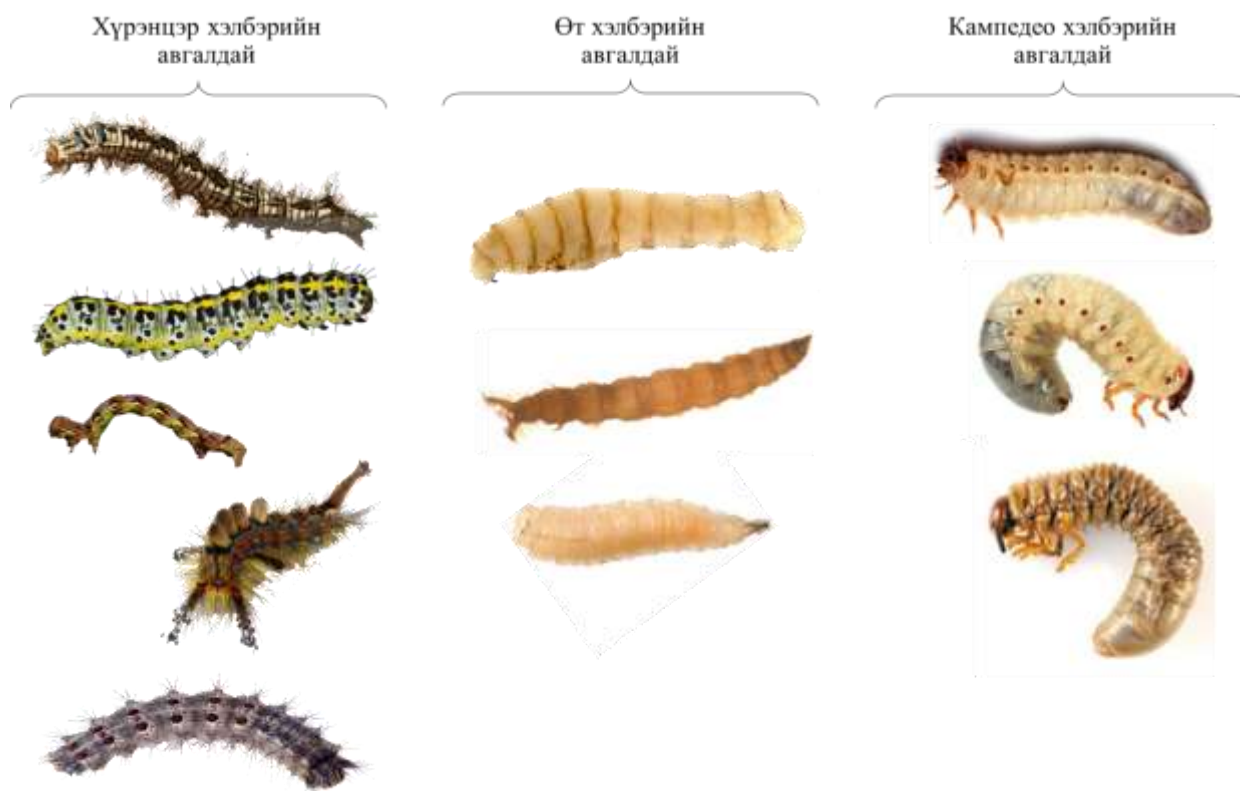 Хүрэнцэр хэлбэрийн
авгалдай
Өт хэлбэрийн
авгалдай
Кампедео хэлбэрийн
авгалдай